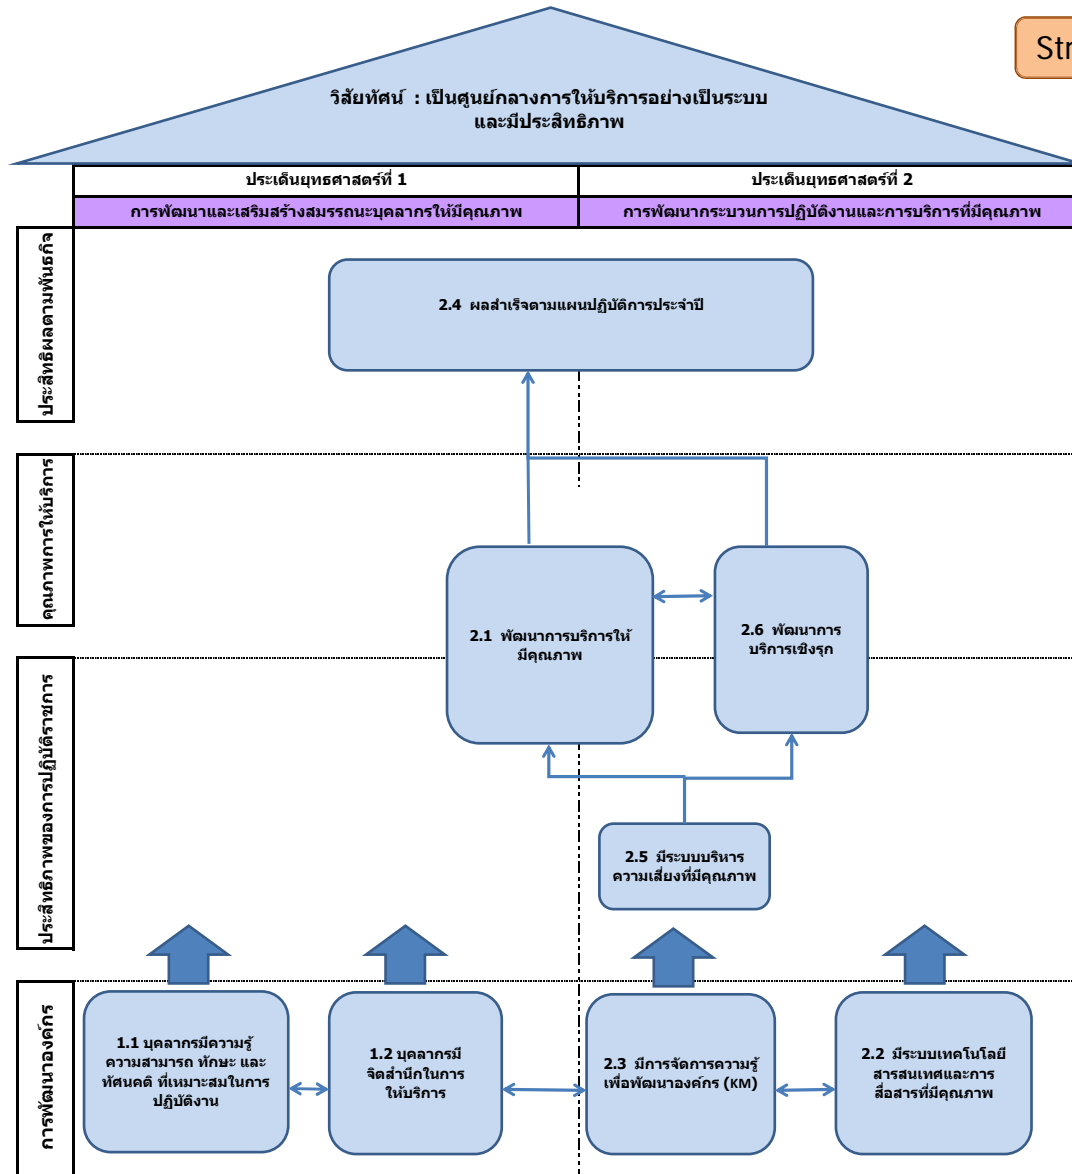 Str
วิสัยทัศน์ : เป็นศูนย์กลางการให้บริการอย่างเป็นระบบ
และมีประสิทธิภาพ
ประเด็นยุทธศาสตร์ที่ 1
ประเด็นยุทธศาสตร์ที่ 2
การพัฒนาและเสริมสร้างสมรรถนะบุคลากรให้มีคุณภาพ
การพัฒนากระบวนการปฏิบัติงานและการบริการที่มีคุณภาพ
ประสิทธิผลตามพันธกิจ
2.4 ผลสำเร็จตามแผนปฏิบัติการประจำปี
คุณภาพการให้บริการ
2.1 พัฒนาการบริการให้
มีคุณภาพ
2.6 พัฒนาการ
บริการเชิงรุก
ประสิทธิภาพของการปฏิบัติราชการ
2.5 มีระบบบริหาร
ความเสี่ยงที่มีคุณภาพ
การพัฒนาองค์กร
1.1 บุคลากรมีความรู้
ความสามารถ ทักษะ และ
ทัศนคติ ที่เหมาะสมในการ
ปฏิบัติงาน
1.2 บุคลากรมี
จิตสำนึกในการ
ให้บริการ
2.3 มีการจัดการความรู้
เพื่อพัฒนาองค์กร (KM)
2.2 มีระบบเทคโนโลยี
สารสนเทศและการ
สื่อสารที่มีคุณภาพ